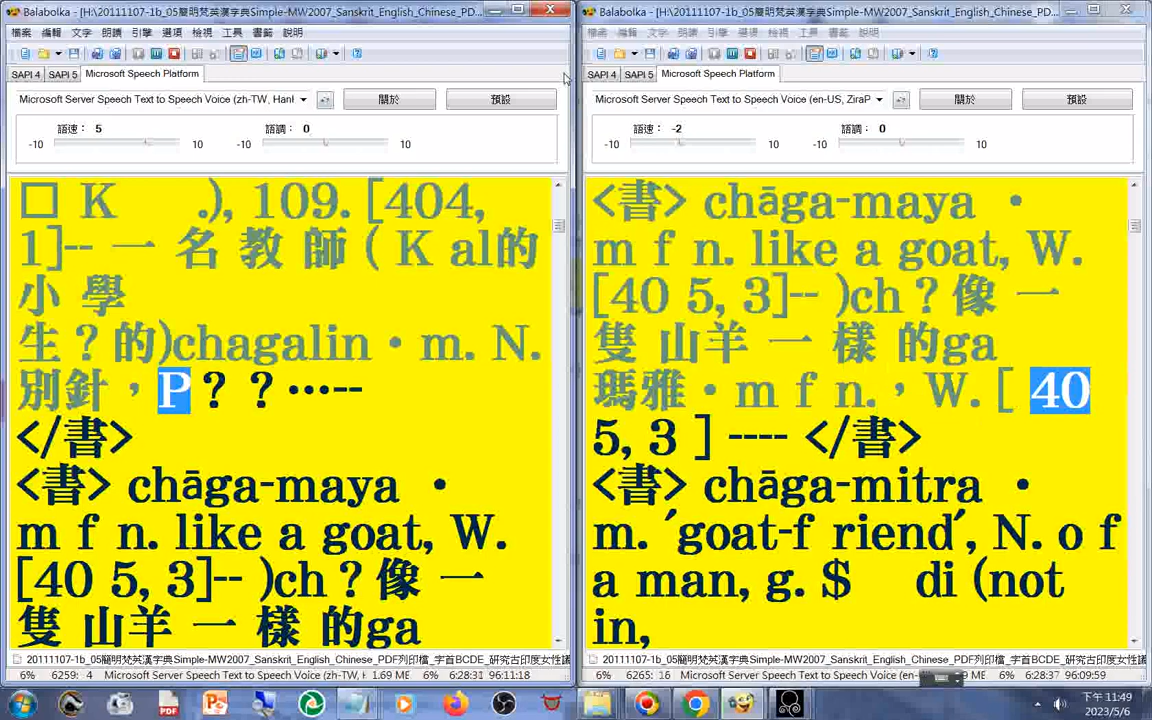 Balabolka - [H:\20111107-1b_05簡明梵英漢字典Simple-MW2007_Sanskrit_English_Chinese_PD...
檔案 編輯 文字 朗讀 引擎 選項 檢視 工具 書籤 說明
SAPI 4 SAPI 5 Microsoft Speech Platform
Microsoft Server Speech Text to Speech Voice (zh-TW, Hanl
關於 預設
語速： 5 語調： 0
-10 10 -10 10
□ K .), 109. [404,
1]-- 一 名 教 師 ( K al的
小 學
生？的)chagalin・m. N.
別針，P？？…--
</書>
<書> chāga-maya ・
m f n. like a goat, W.
[40 5, 3]-- )ch？像 一
隻 山羊 一 樣 的ga
20111107-1b_05簡明梵英漢字典Simple-MW2007_Sanskrit_English_Chinese_PDF列印檔_字首BCDE_研究古印度女性議
6259: 4 Microsoft Server Speech Text to Speech Voice (zh-TW, H 1.69 ME 6% 6:28:31 96:11:18
Balabolka - [H:\20111107-1b_05簡明梵英漢字典Simple-MW2007_Sanskrit_English_Chinese_PDF...
檔案 編輯 文字 朗讀 引擎 選項 檢視 工具 書籤 說明
SAPI 4 SAPI 5 Microsoft Speech Platform
Microsoft Server Speech Text to Speech Voice (en-US, ZiraP
關於 預設
語速： -2 語調： 0
-10 10 -10 10
<書> chāga-maya ・
m f n. like a goat, W.
[40 5, 3]-- )ch？像 一
隻 山羊 一 樣 的ga
瑪雅・m f n.，W. [ 40
5, 3 ] ---- </書>
<書> chāga-mitra ・
m. ′goat-f riend′, N. o f
a man, g. $ di (not
in,
20111107-1b_05簡明梵英漢字典Simple-MW2007_Sanskrit_English_Chinese_PDF列印檔_字首BCDE_研究古印度女性議
6% 6265: 16 Microsoft Server Speech Text to Speech Voice (en-U ME 6% 6:28:37 96:09:59
PDF
下午 11:49
2023/5/6